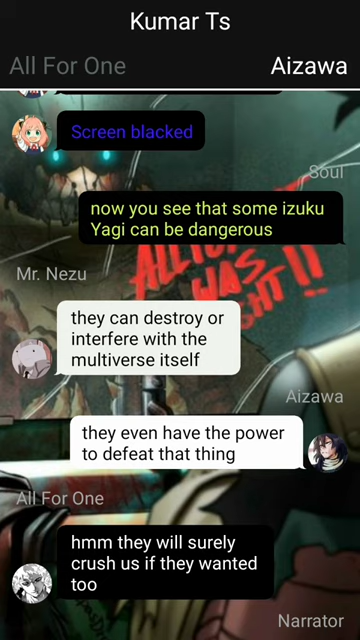 Kumar Ts
All For One
Aizawa
Screen blacked
Soul
now you see that some izuku
Yagi can be dangerous
Mr. Nezu
they can destroy or
interfere with the
multiverse itself
Aizawa
they even have the power
to defeat that thing
All For One
hmm they will surely
crush us if they wanted
too
Narrator